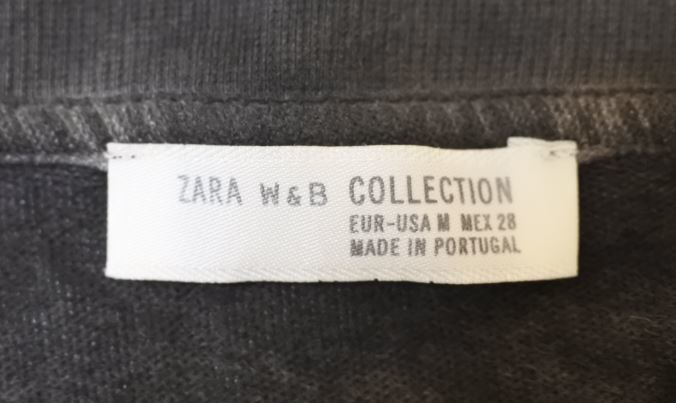 ZARA W&B COLLECTION
EUR-USA M MEX 28
MADE IN PORTUGAL